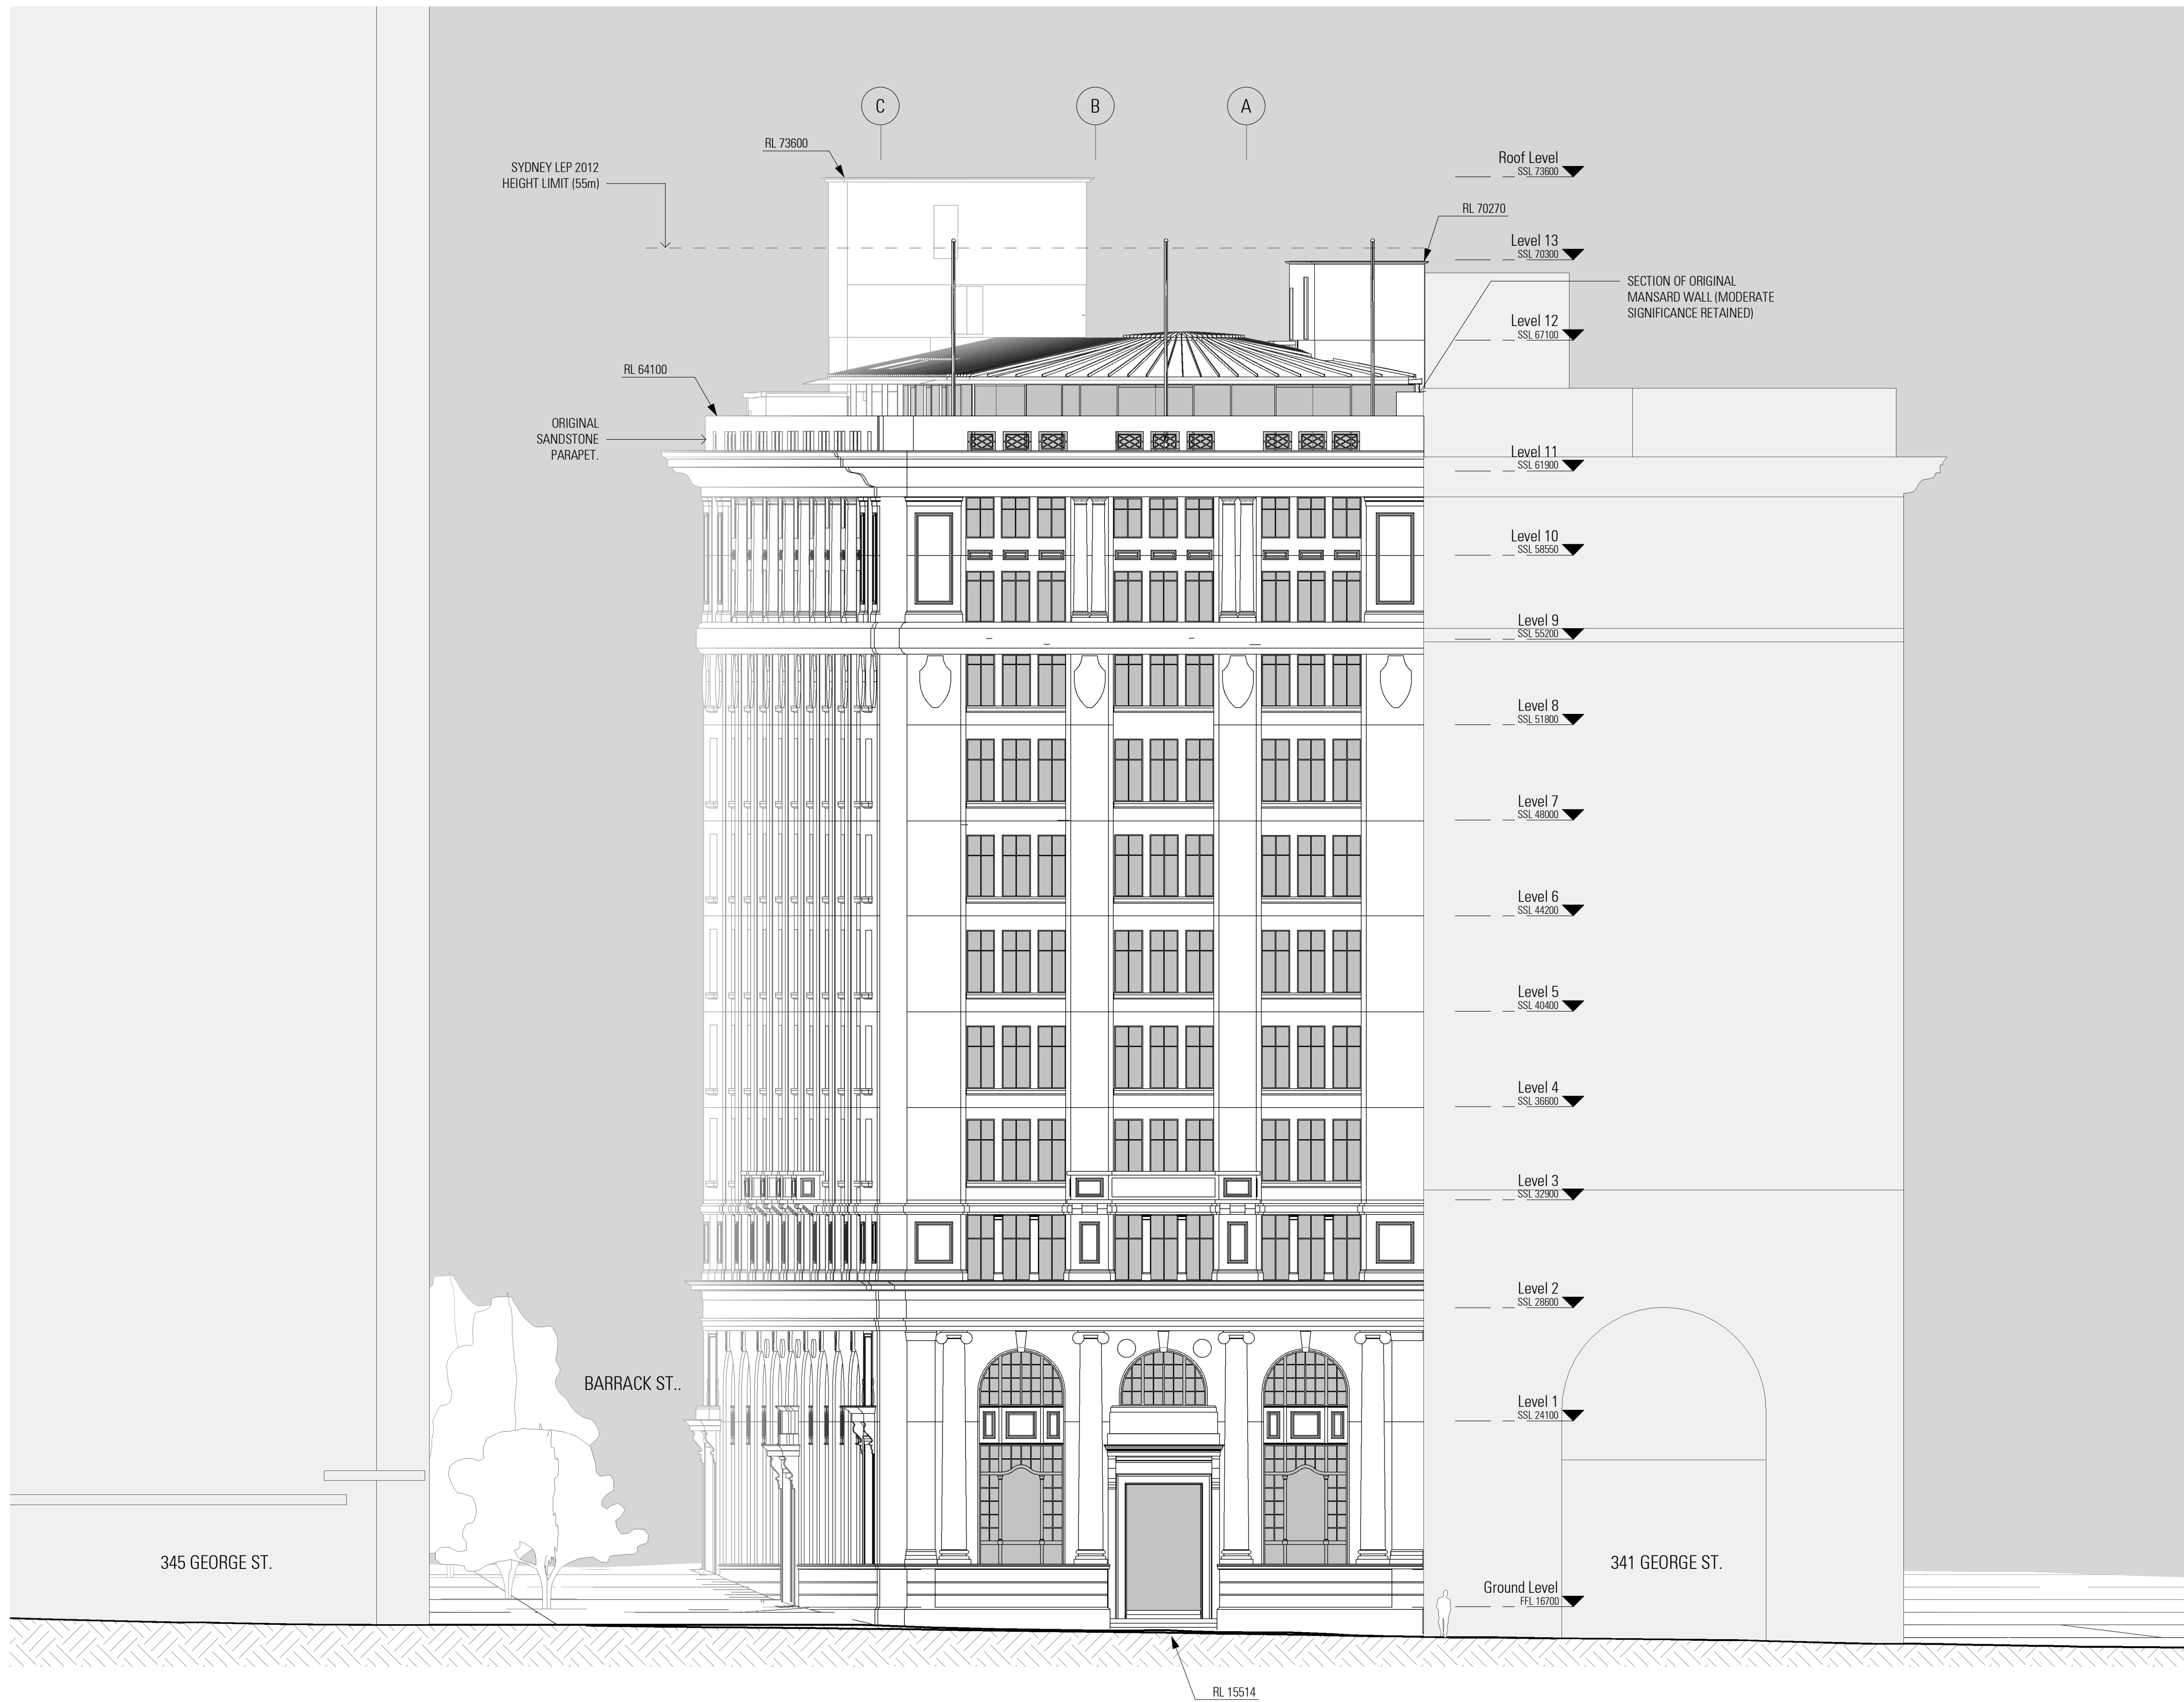 C
B
A
RL 73600
SYDNEY LEP 2012
HEIGHT LIMIT (55m)
Roof Level
SSL 73600
RL 70270
Level 13
SSL 70300
SECTION OF ORIGINAL
MANSARD WALL (MODERATE
SIGNIFICANCE RETAINED)
Level 12
SSL 67100
RL 64100
ORIGINAL
SANDSTONE
PARAPET.
Level 11
SSL 61900
Level 10
SSL 58550
Level 9
SSL 55200
Level 8
SSL 51800
Level 7
SSL 48000
Level 6
SSL 44200
Level 5
SSL 40400
Level 4
SSL 36600
Level 3
SSL 32900
Level 2
SSL 28600
BARRACK ST..
Level 1
SSL 24100
345 GEORGE ST.
341 GEORGE ST.
Ground Level
FFL 16700
RL 15514